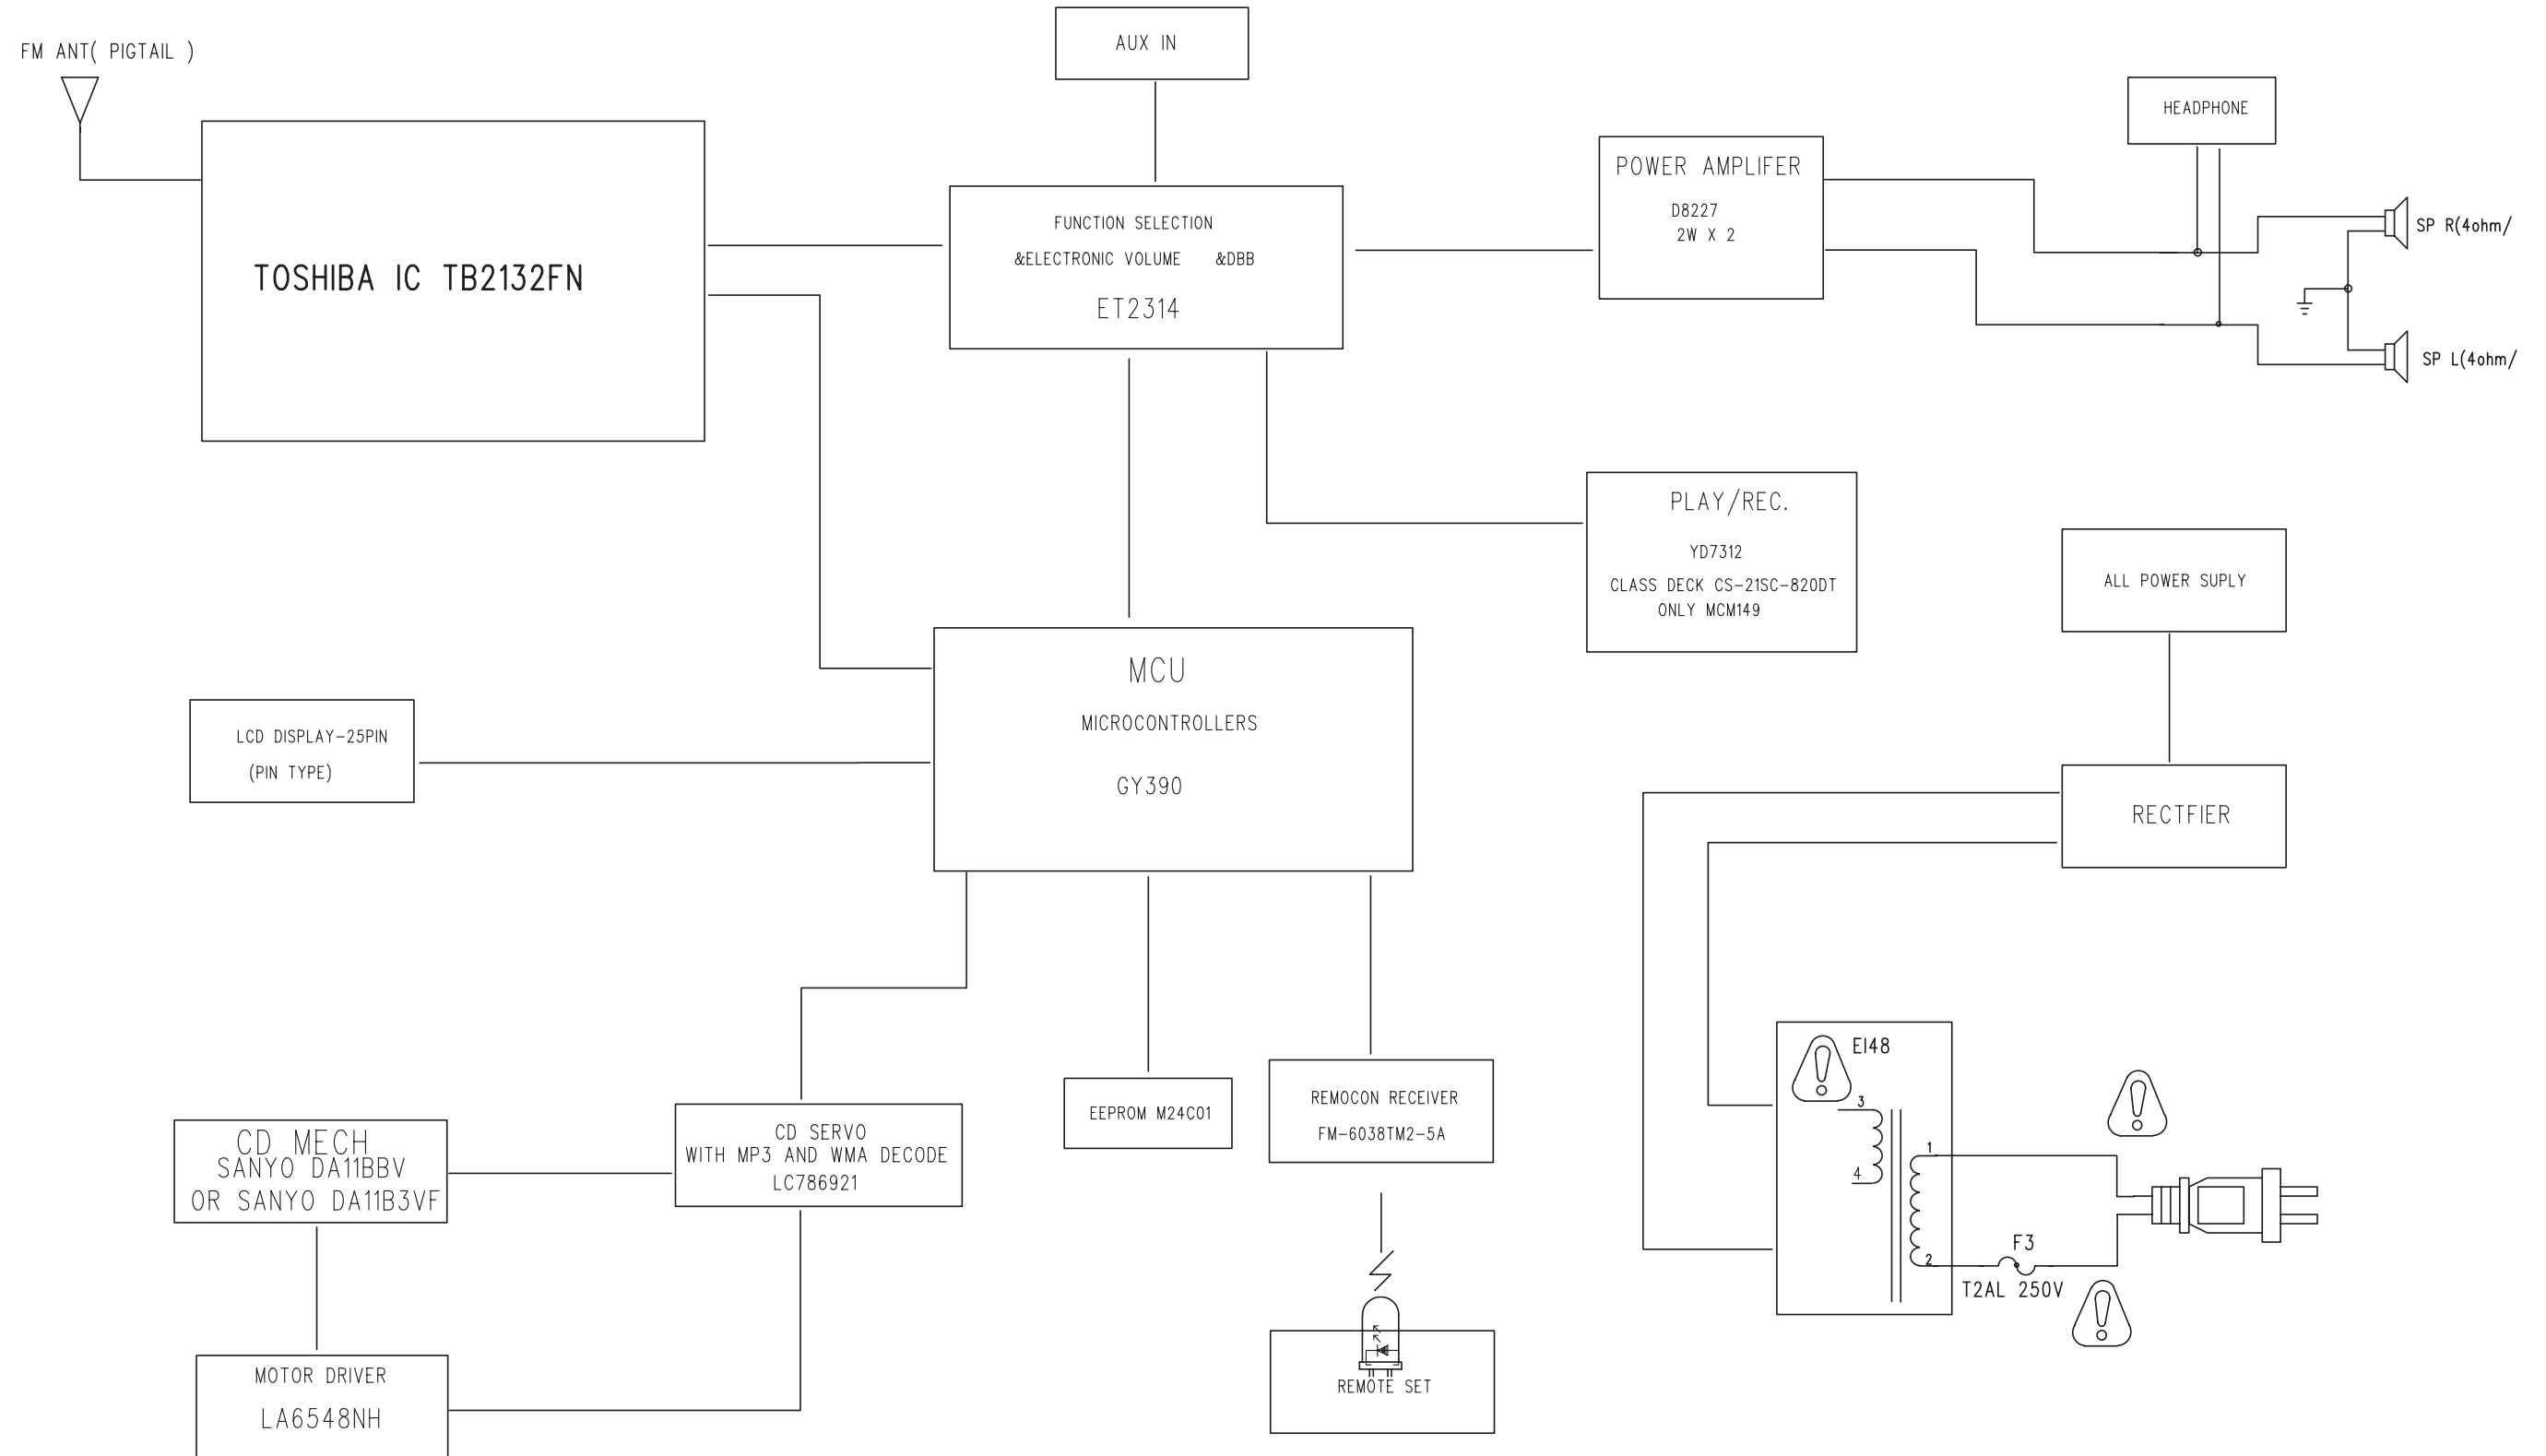 FM ANT( PIGTAIL )
TOSHIBA IC TB2132FN
AUX IN
FUNCTION SELECTION
&ELECTRONIC VOLUME &DBB
ET2314
POWER AMPLIFER
D8227
2W X 2
HEADPHONE
SP R(4ohm/
SP L(4ohm/
PLAY/REC.
YD7312
CLASS DECK CS-21SC-820DT
ONLY MCM149
ALL POWER SUPLY
MCU
MICROCONTROLLERS
GY390
LCD DISPLAY-25PIN
(PIN TYPE)
RECTFIER
CD MECH
SANYO DA11BBV
OR SANYO DA11B3VF
CD SERVO
WITH MP3 AND WMA DECODE
LC786921
EEPROM M24C01
REMOCON RECEIVER
FM-6038TM2-5A
EI48
3
4
1
2
F3
T2AL 250V
MOTOR DRIVER
LA6548NH
REMOTE SET